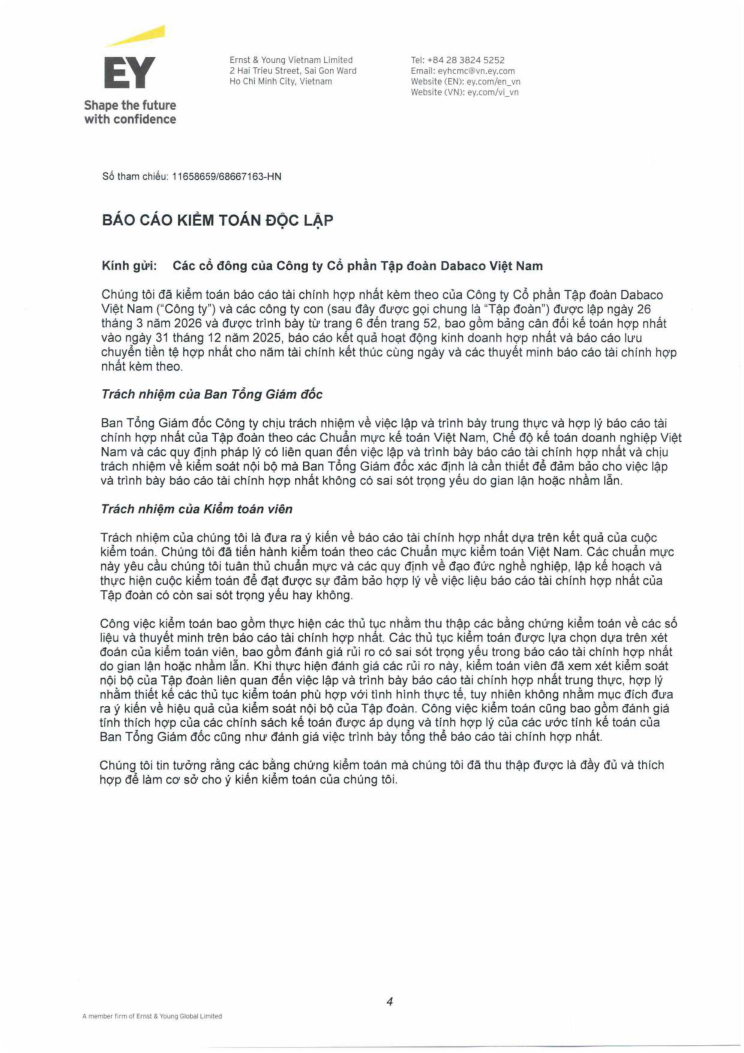 EY
Shape the future
with confidence
Ernst & Young Vietnam Limited
2 Hai Trieu Street, Sai Gon Ward
Ho Chi Minh City, Vietnam
Tel: +84 28 3824 5252
Email: eyhcmc@vn.ey.com
Website (EN): ey.com/en_vn
Website (VN): ey.com/vi_vn
Số tham chiếu: 11658659/68667163-HN
BÁO CÁO KIỂM TOÁN ĐỘC LẬP
Kính gửi: Các cổ đông của Công ty Cổ phần Tập đoàn Dabaco Việt Nam
Chúng tôi đã kiểm toán báo cáo tài chính hợp nhất kèm theo của Công ty Cổ phần Tập đoàn Dabaco
Việt Nam (“Công ty”) và các công ty con (sau đây được gọi chung là “Tập đoàn”) được lập ngày 26
tháng 3 năm 2026 và được trình bày từ trang 6 đến trang 52, bao gồm bảng cân đối kế toán hợp nhất
vào ngày 31 tháng 12 năm 2025, báo cáo kết quả hoạt động kinh doanh hợp nhất và báo cáo lưu
chuyển tiền tệ hợp nhất cho năm tài chính kết thúc cùng ngày và các thuyết minh báo cáo tài chính hợp
nhất kèm theo.
Trách nhiệm của Ban Tổng Giám đốc
Ban Tổng Giám đốc Công ty chịu trách nhiệm về việc lập và trình bày trung thực và hợp lý báo cáo tài
chính hợp nhất của Tập đoàn theo các Chuẩn mực kế toán Việt Nam, Chế độ kế toán doanh nghiệp Việt
Nam và các quy định pháp lý có liên quan đến việc lập và trình bày báo cáo tài chính hợp nhất và chịu
trách nhiệm về kiểm soát nội bộ mà Ban Tổng Giám đốc xác định là cần thiết để đảm bảo cho việc lập
và trình bày báo cáo tài chính hợp nhất không có sai sót trọng yếu do gian lận hoặc nhầm lẫn.
Trách nhiệm của Kiểm toán viên
Trách nhiệm của chúng tôi là đưa ra ý kiến về báo cáo tài chính hợp nhất dựa trên kết quả của cuộc
kiểm toán. Chúng tôi đã tiến hành kiểm toán theo các Chuẩn mực kiểm toán Việt Nam. Các chuẩn mực
này yêu cầu chúng tôi tuân thủ chuẩn mực và các quy định về đạo đức nghề nghiệp, lập kế hoạch và
thực hiện cuộc kiểm toán để đạt được sự đảm bảo hợp lý về việc liệu báo cáo tài chính hợp nhất của
Tập đoàn có còn sai sót trọng yếu hay không.
Công việc kiểm toán bao gồm thực hiện các thủ tục nhằm thu thập các bằng chứng kiểm toán về các số
liệu và thuyết minh trên báo cáo tài chính hợp nhất. Các thủ tục kiểm toán được lựa chọn dựa trên xét
đoán của kiểm toán viên, bao gồm đánh giá rủi ro có sai sót trọng yếu trong báo cáo tài chính hợp nhất
do gian lận hoặc nhầm lẫn. Khi thực hiện đánh giá các rủi ro này, kiểm toán viên đã xem xét kiểm soát
nội bộ của Tập đoàn liên quan đến việc lập và trình bày báo cáo tài chính hợp nhất trung thực, hợp lý
nhằm thiết kế các thủ tục kiểm toán phù hợp với tình hình thực tế, tuy nhiên không nhằm mục đích đưa
ra ý kiến về hiệu quả của kiểm soát nội bộ của Tập đoàn. Công việc kiểm toán cũng bao gồm đánh giá
tính thích hợp của các chính sách kế toán được áp dụng và tính hợp lý của các ước tính kế toán của
Ban Tổng Giám đốc cũng như đánh giá việc trình bày tổng thể báo cáo tài chính hợp nhất.
Chúng tôi tin tưởng rằng các bằng chứng kiểm toán mà chúng tôi đã thu thập được là đầy đủ và thích
hợp để làm cơ sở cho ý kiến kiểm toán của chúng tôi.
4
A member firm of Ernst & Young Global Limited